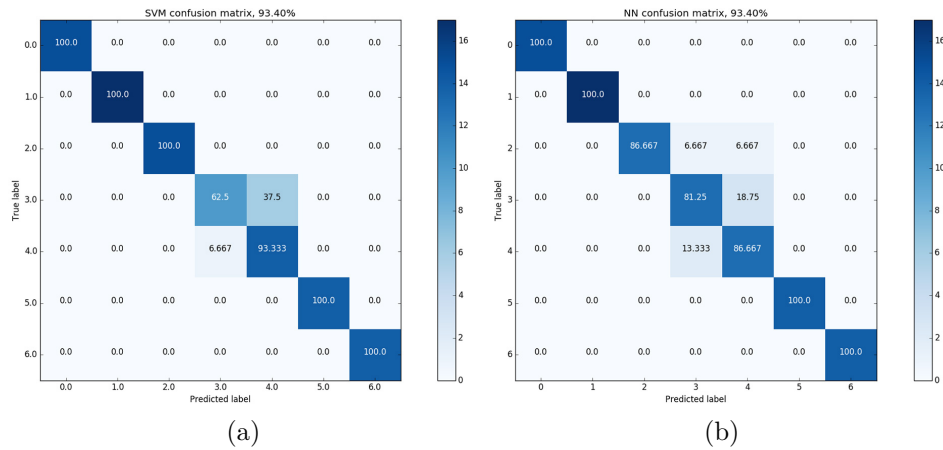 SVM confusion matrix, 93.40%
0.0 100.0 0.0 0.0 0.0 0.0 0.0 0.0
1.0 0.0 100.0 0.0 0.0 0.0 0.0 0.0
2.0 0.0 0.0 100.0 0.0 0.0 0.0 0.0
3.0 0.0 0.0 0.0 62.5 37.5 0.0 0.0
4.0 0.0 0.0 0.0 6.667 93.333 0.0 0.0
5.0 0.0 0.0 0.0 0.0 0.0 100.0 0.0
6.0 0.0 0.0 0.0 0.0 0.0 0.0 100.0
0.0 1.0 2.0 3.0 4.0 5.0 6.0
True label
Predicted label
16
14
12
10
8
6
4
2
0
(a)
NN confusion matrix, 93.40%
0 100.0 0.0 0.0 0.0 0.0 0.0 0.0
1 0.0 100.0 0.0 0.0 0.0 0.0 0.0
2 0.0 0.0 86.667 6.667 6.667 0.0 0.0
3 0.0 0.0 0.0 81.25 18.75 0.0 0.0
4 0.0 0.0 0.0 13.333 86.667 0.0 0.0
5 0.0 0.0 0.0 0.0 0.0 100.0 0.0
6 0.0 0.0 0.0 0.0 0.0 0.0 100.0
0 1 2 3 4 5 6
True label
Predicted label
16
14
12
10
8
6
4
2
0
(b)